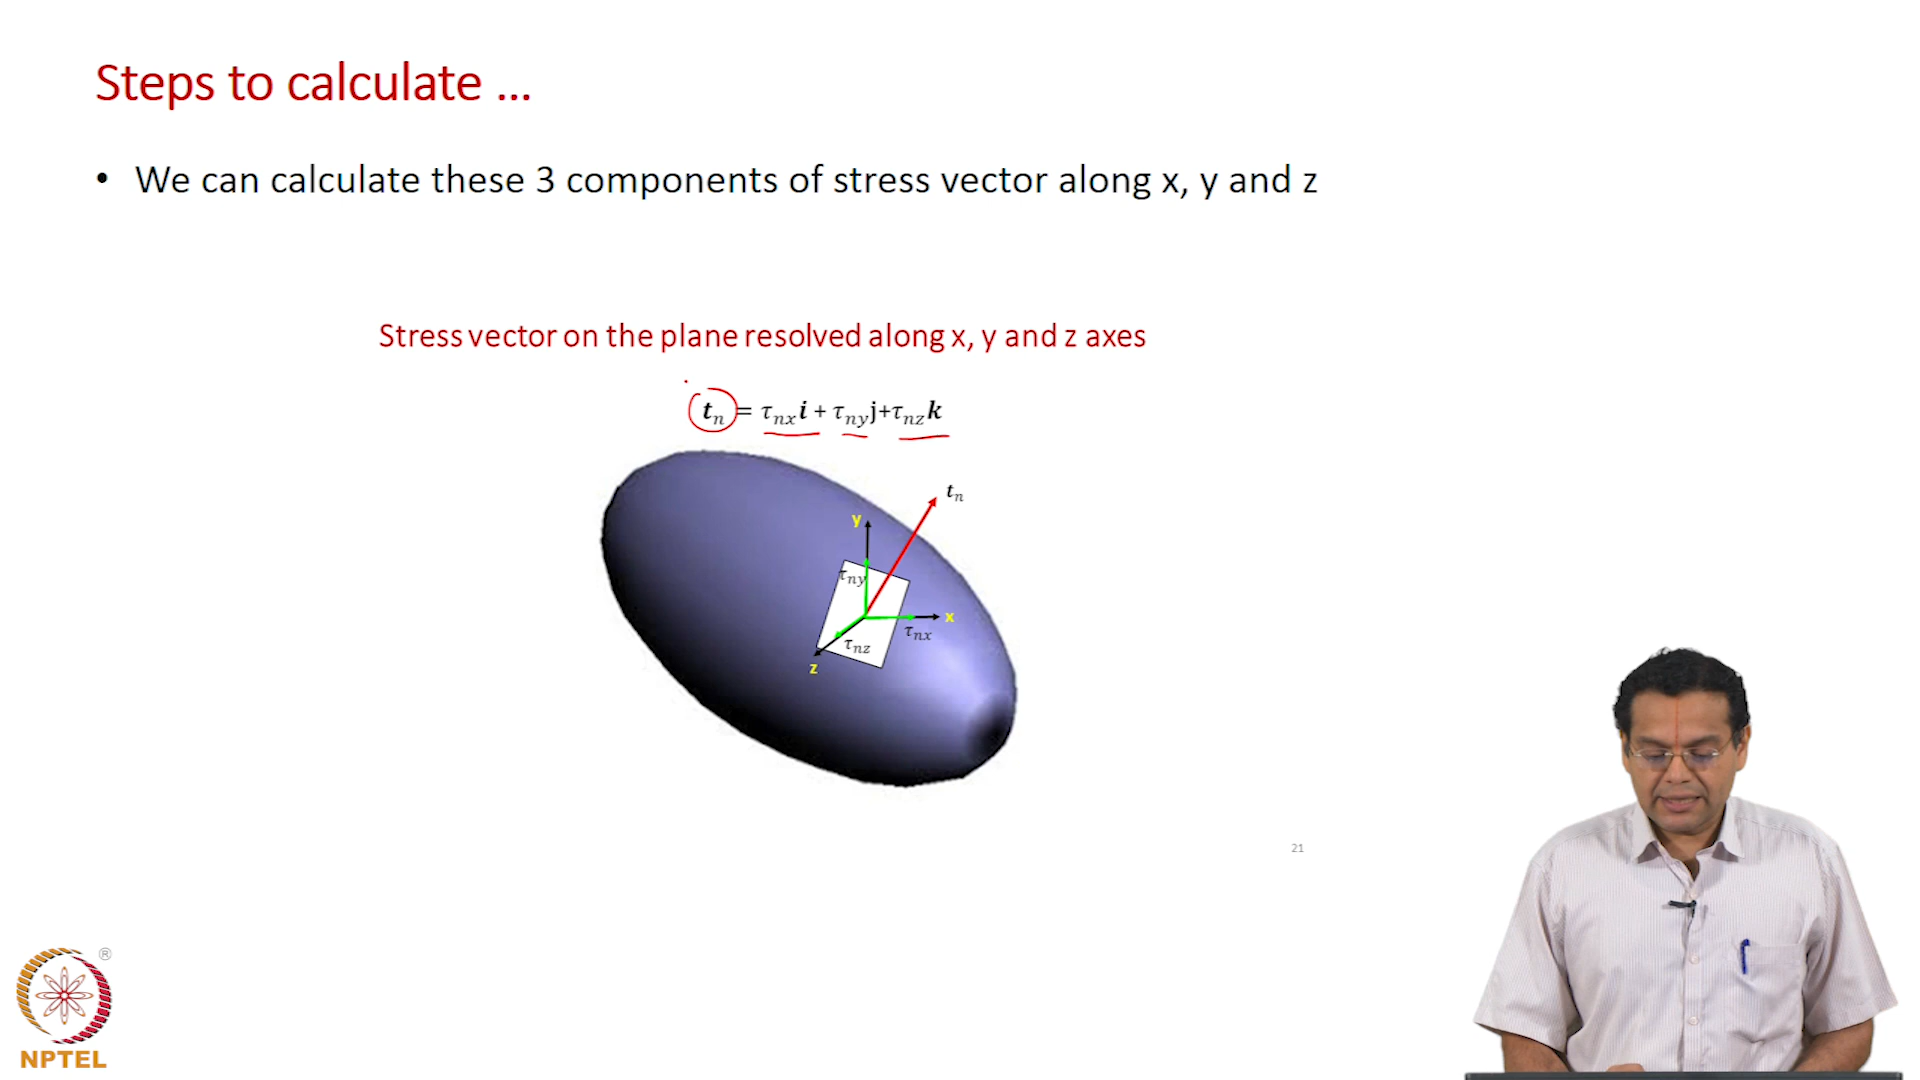 Steps to calculate ...
• We can calculate these 3 components of stress vector along x, y and z
Stress vector on the plane resolved along x, y and z axes
tₙ = τₙₓi + τₙyj+τₙzk
tₙ
y
τₙy
x
τₙₓ
τₙz
z
21
®
NPTEL